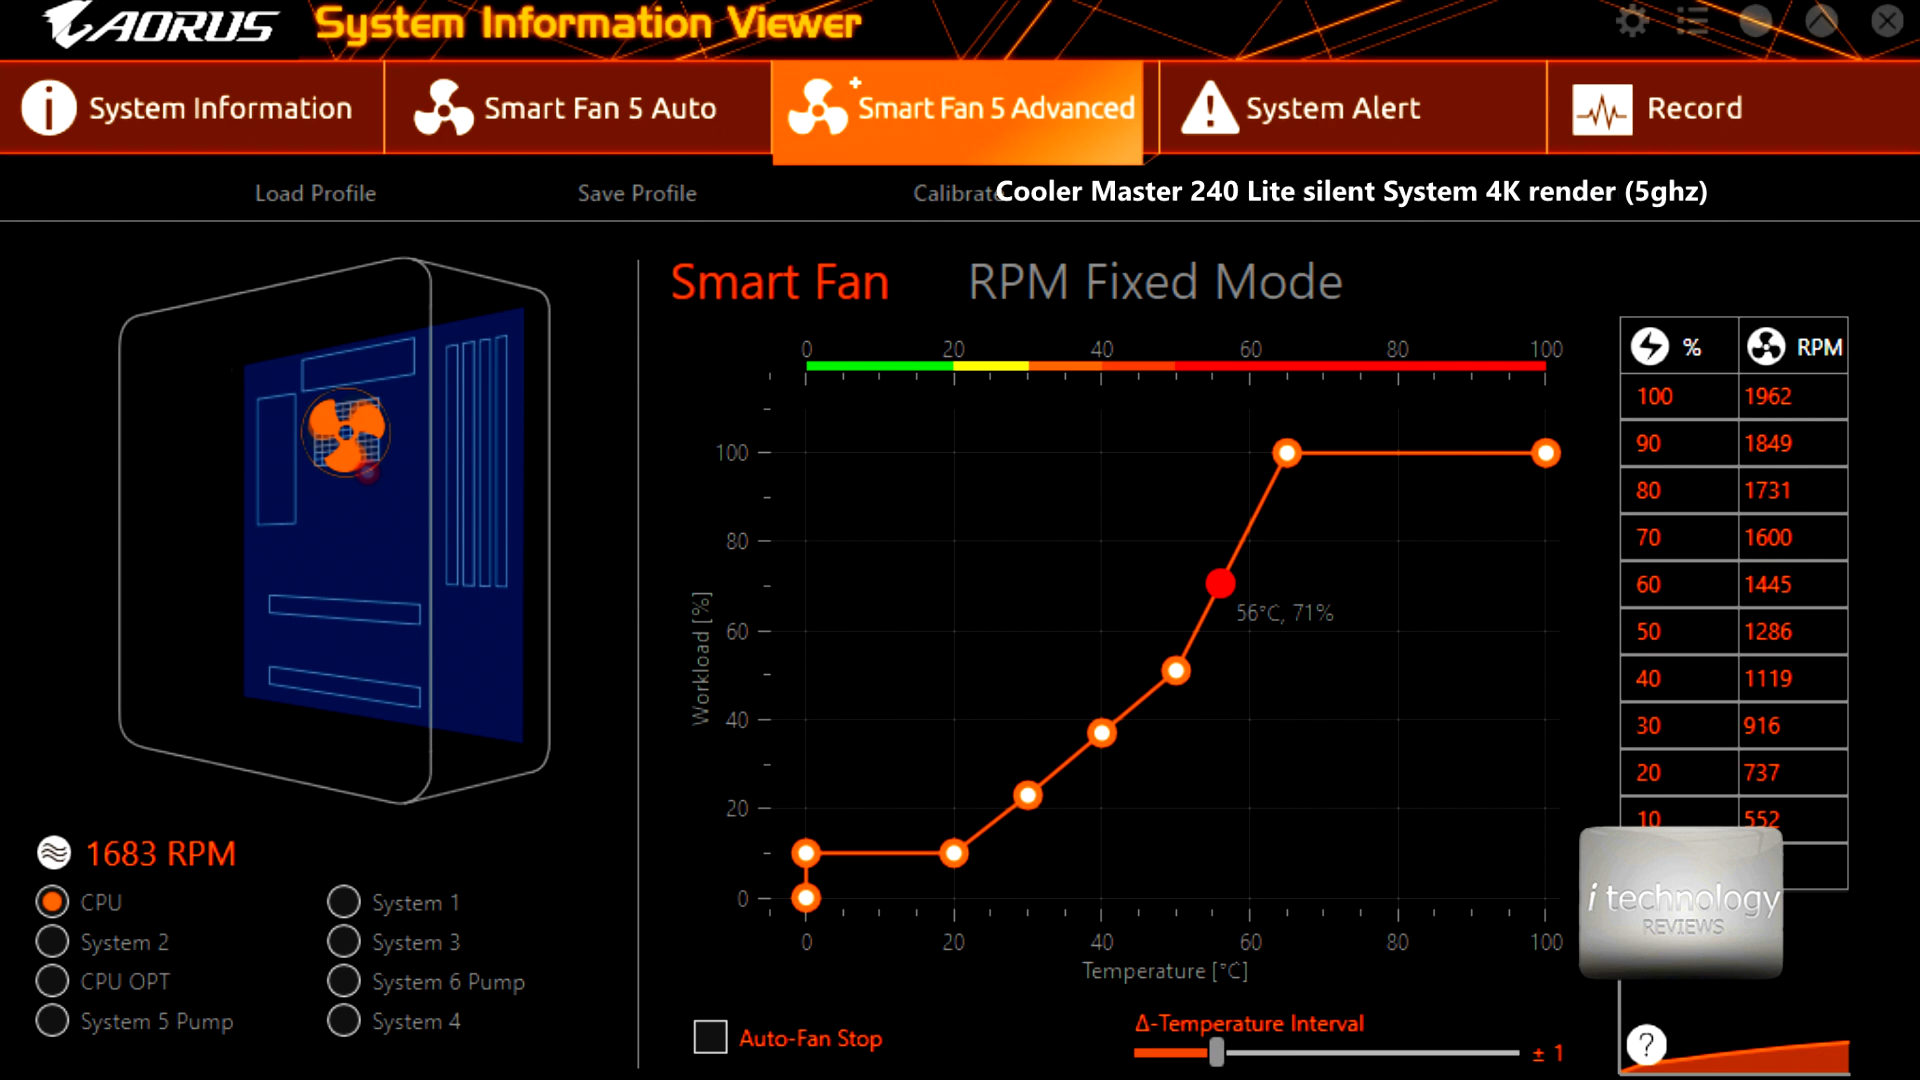 AORUS System Information Viewer
System Information
Smart Fan 5 Auto
Smart Fan 5 Advanced
System Alert
Record
Load Profile
Save Profile
Calibrate
Cooler Master 240 Lite silent System 4K render (5ghz)
Smart Fan
RPM Fixed Mode
0 20 40 60 80 100
100
80
60
40
20
0
Workload [%]
56°C, 71%
0 20 40 60 80 100
Temperature [°C]
% RPM
100 1962
90 1849
80 1731
70 1600
60 1445
50 1286
40 1119
30 916
20 737
10 552
1683 RPM
CPU
System 1
System 2
System 3
CPU OPT
System 6 Pump
System 5 Pump
System 4
Auto-Fan Stop
Δ-Temperature Interval
± 1
i technology
REVIEWS
?